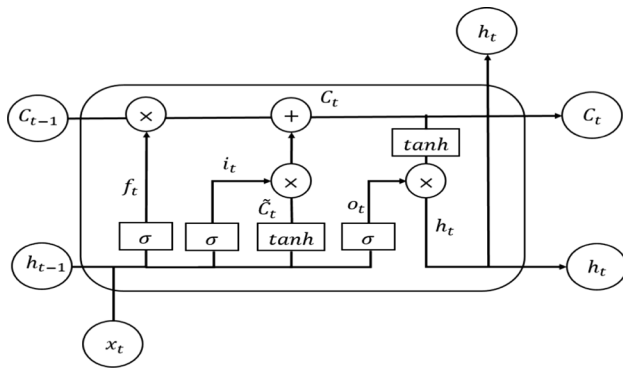 h_t
C_t
C_{t-1}
×
+
C_t
tanh
i_t
f_t
×
C̃_t
o_t
×
h_t
σ
σ
tanh
σ
h_{t-1}
h_t
x_t